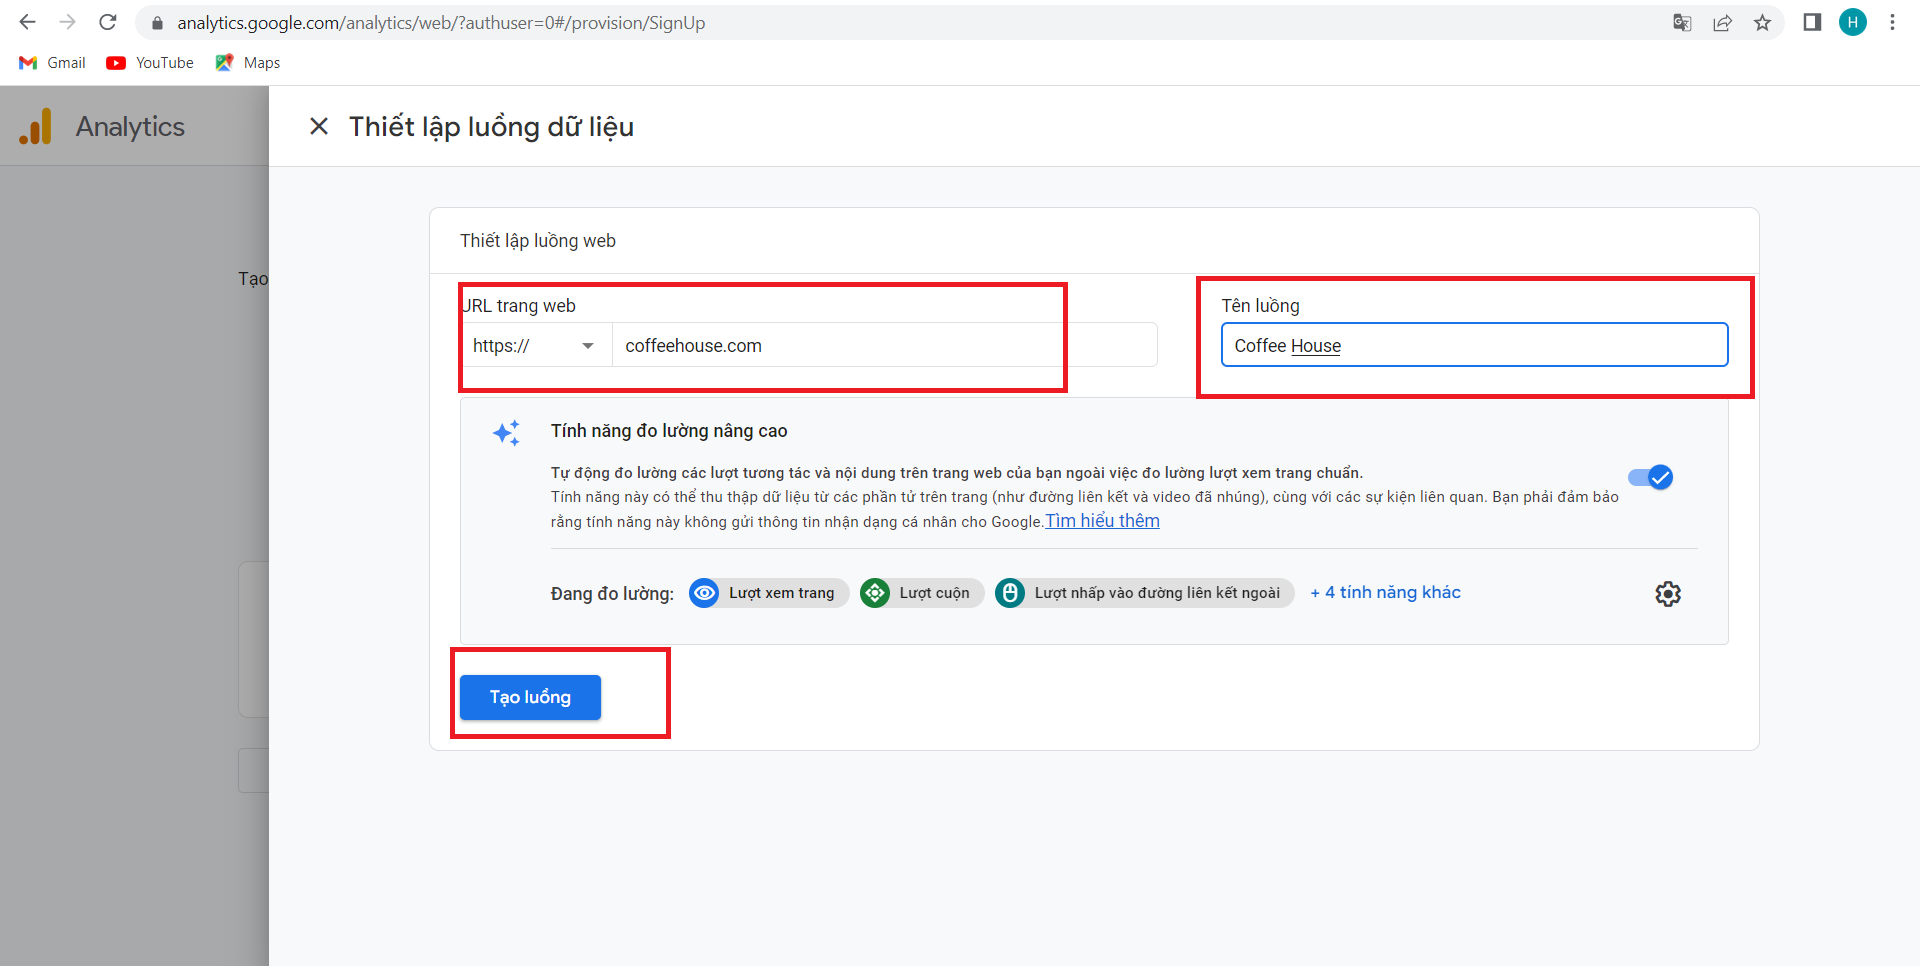 analytics.google.com/analytics/web/?authuser=0#/provision/SignUp
H
Gmail YouTube Maps
Analytics
Thiết lập luồng dữ liệu
Thiết lập luồng web
Tạo
URL trang web
Tên luồng
https://
coffeehouse.com
Coffee House
Tính năng đo lường nâng cao
Tự động đo lường các lượt tương tác và nội dung trên trang web của bạn ngoài việc đo lường lượt xem trang chuẩn.
Tính năng này có thể thu thập dữ liệu từ các phần tử trên trang (như đường liên kết và video đã nhúng), cùng với các sự kiện liên quan. Bạn phải đảm bảo
rằng tính năng này không gửi thông tin nhận dạng cá nhân cho Google.Tìm hiểu thêm
Đang đo lường: Lượt xem trang Lượt cuộn Lượt nhấp vào đường liên kết ngoài + 4 tính năng khác
Tạo luồng